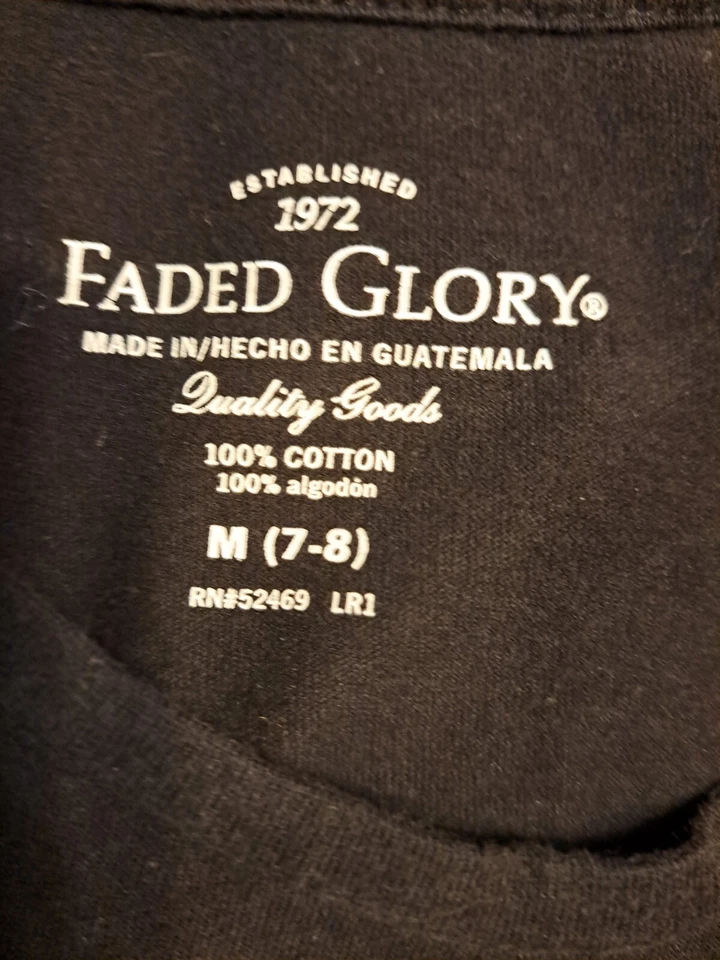 ESTABLISHED
1972
FADED GLORY®
MADE IN/HECHO EN GUATEMALA
Quality Goods
100% COTTON
100% algodón
M (7-8)
RN#52469 LR1